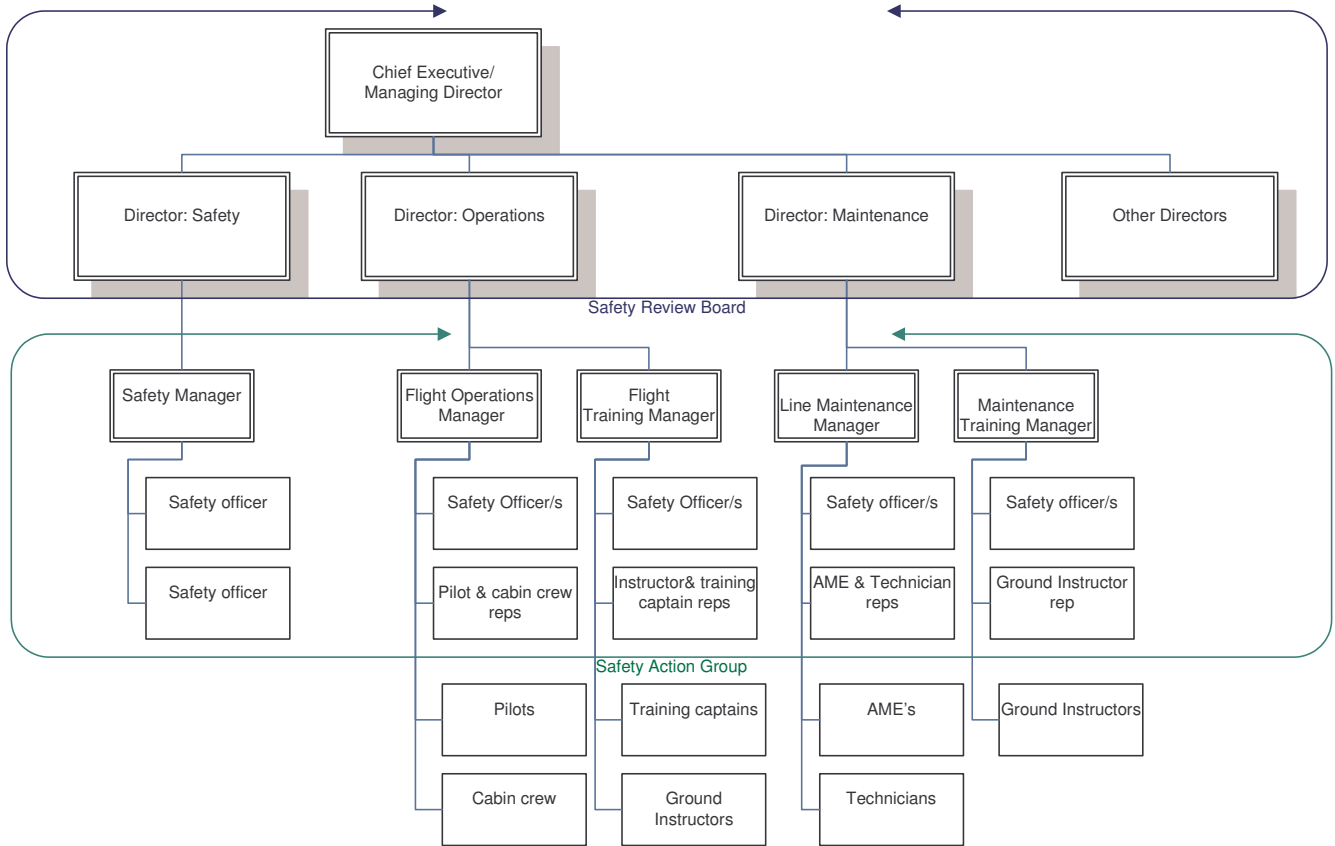 Chief Executive/
Managing Director
Director: Safety
Director: Operations
Director: Maintenance
Other Directors
Safety Review Board
Safety Manager
Flight Operations
Manager
Flight
Training Manager
Line Maintenance
Manager
Maintenance
Training Manager
Safety officer
Safety Officer/s
Safety Officer/s
Safety officer/s
Safety officer/s
Safety officer
Pilot & cabin crew
reps
Instructor& training
captain reps
AME & Technician
reps
Ground Instructor
rep
Safety Action Group
Pilots
Training captains
AME's
Ground Instructors
Cabin crew
Ground
Instructors
Technicians